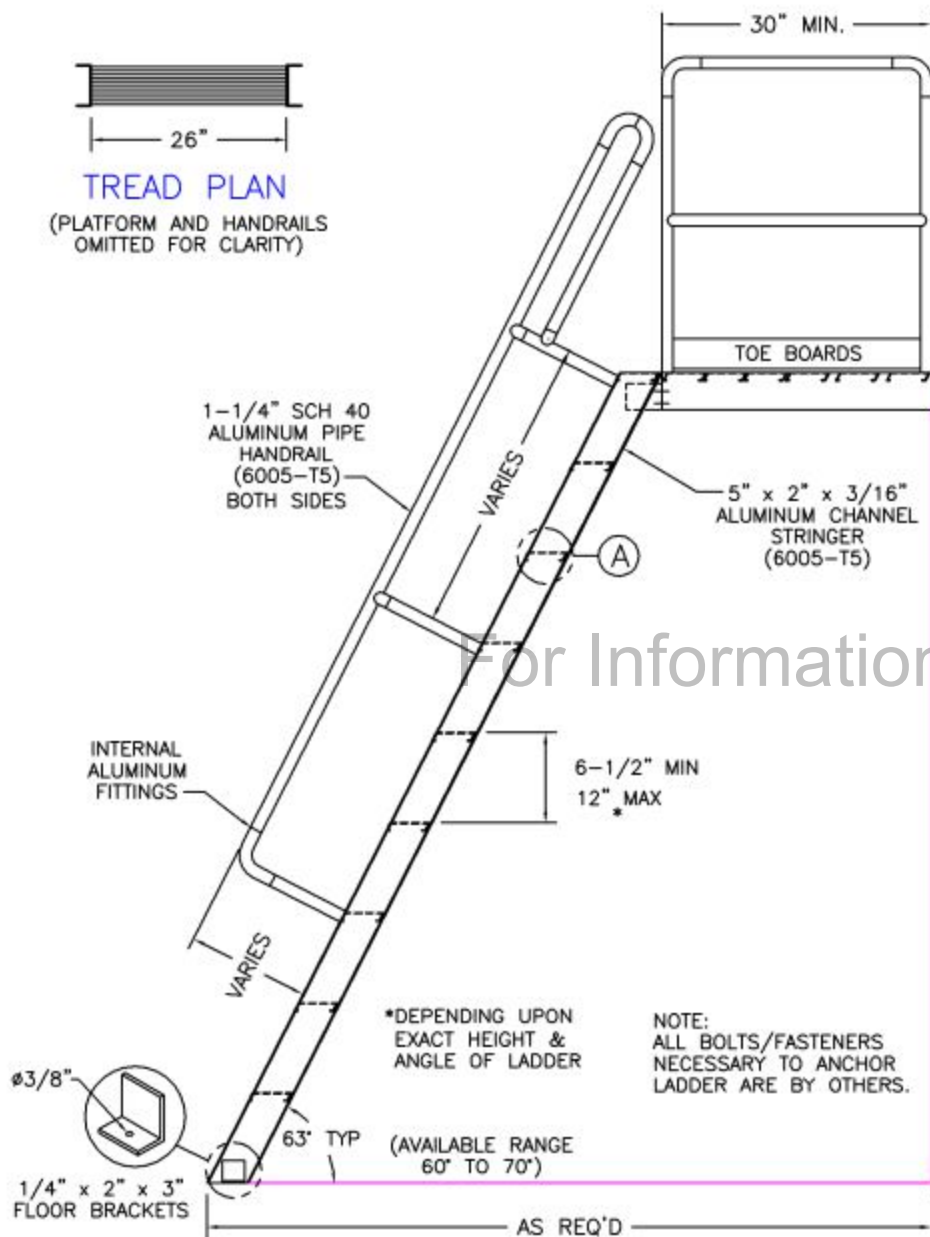 30" MIN.
26"
TREAD PLAN
(PLATFORM AND HANDRAILS
OMITTED FOR CLARITY)
TOE BOARDS
1-1/4" SCH 40
ALUMINUM PIPE
HANDRAIL
(6005-T5)
BOTH SIDES
VARIES
5" x 2" x 3/16"
ALUMINUM CHANNEL
STRINGER
(6005-T5)
A
For Information
INTERNAL
ALUMINUM
FITTINGS
6-1/2" MIN
12" MAX
*
VARIES
*DEPENDING UPON
EXACT HEIGHT &
ANGLE OF LADDER
NOTE:
ALL BOLTS/FASTENERS
NECESSARY TO ANCHOR
LADDER ARE BY OTHERS.
ø3/8"
63° TYP
(AVAILABLE RANGE
60° TO 70°)
1/4" x 2" x 3"
FLOOR BRACKETS
AS REQ'D